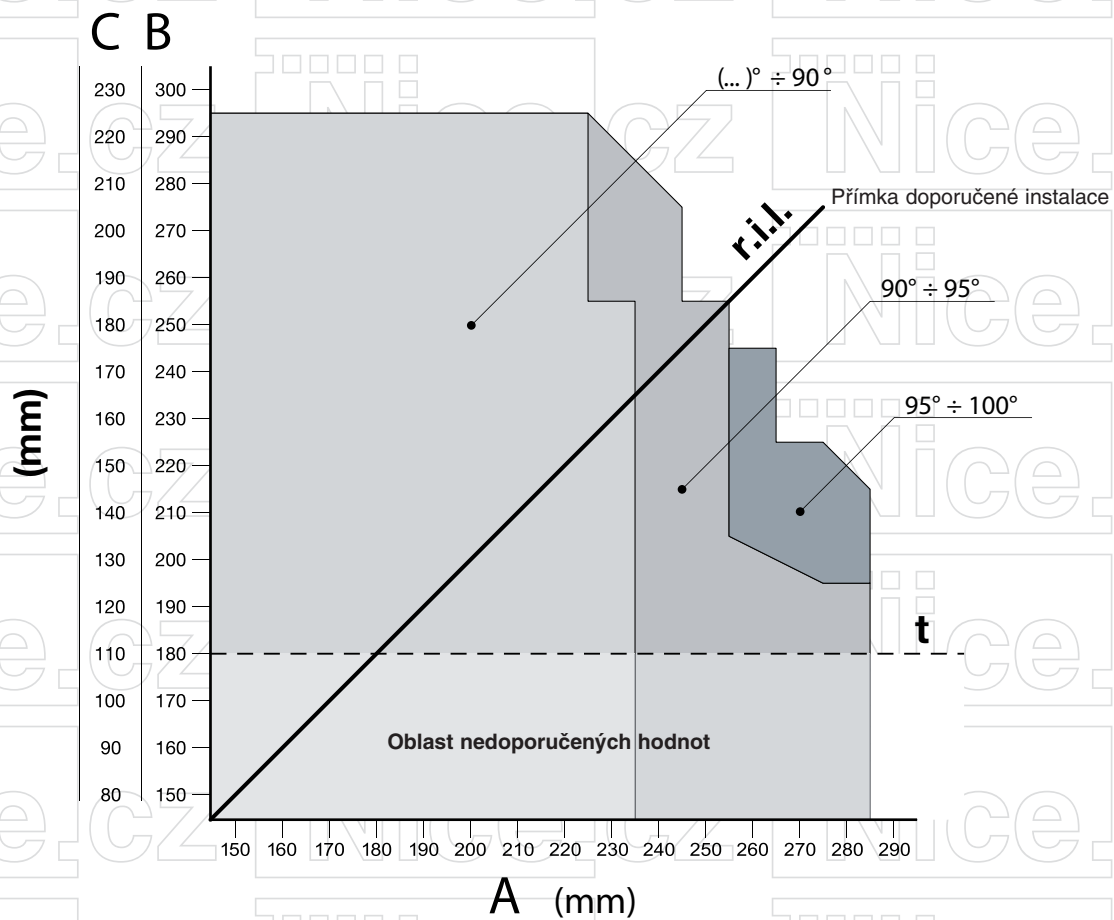 C B
(... )° ÷ 90°
230 300
220 290
210 280
200 270
190 260
180 250
170 240
160 230
150 220
140 210
130 200
120 190
110 180
100 170
90 160
80 150
(mm)
r.i.l.
Přímka doporučené instalace
90° ÷ 95°
95° ÷ 100°
t
Oblast nedoporučených hodnot
150 160 170 180 190 200 210 220 230 240 250 260 270 280 290
A (mm)
Nice.cz